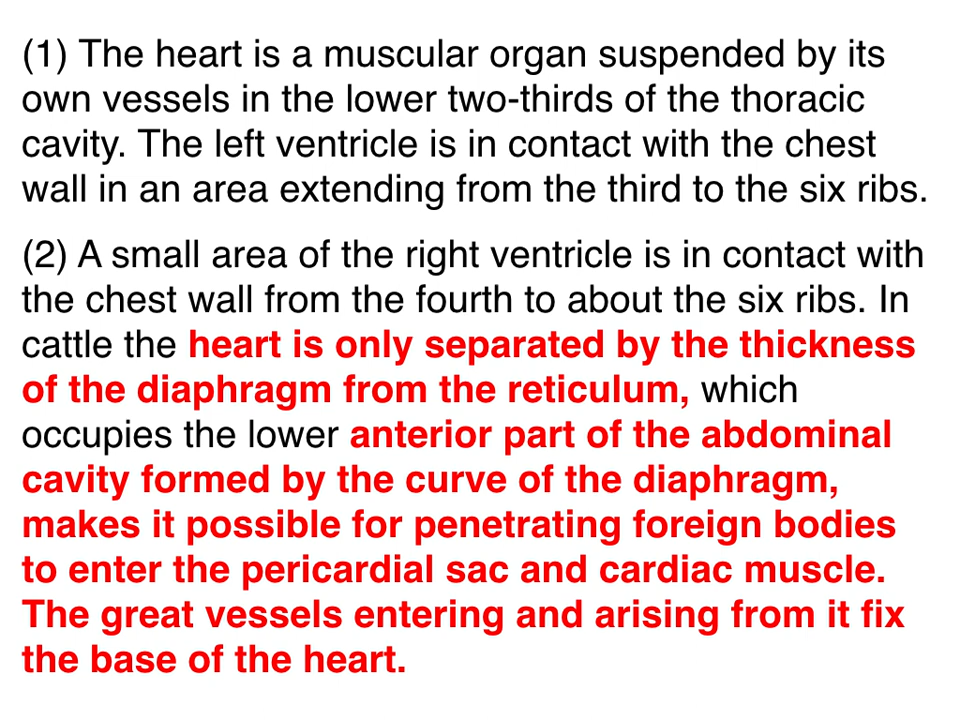 (1) The heart is a muscular organ suspended by its
own vessels in the lower two-thirds of the thoracic
cavity. The left ventricle is in contact with the chest
wall in an area extending from the third to the six ribs.
(2) A small area of the right ventricle is in contact with
the chest wall from the fourth to about the six ribs. In
cattle the heart is only separated by the thickness
of the diaphragm from the reticulum, which
occupies the lower anterior part of the abdominal
cavity formed by the curve of the diaphragm,
makes it possible for penetrating foreign bodies
to enter the pericardial sac and cardiac muscle.
The great vessels entering and arising from it fix
the base of the heart.